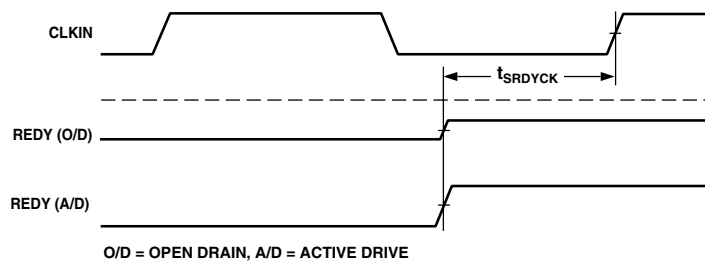 CLKIN
tSRDYCK
REDY (O/D)
REDY (A/D)
O/D = OPEN DRAIN, A/D = ACTIVE DRIVE